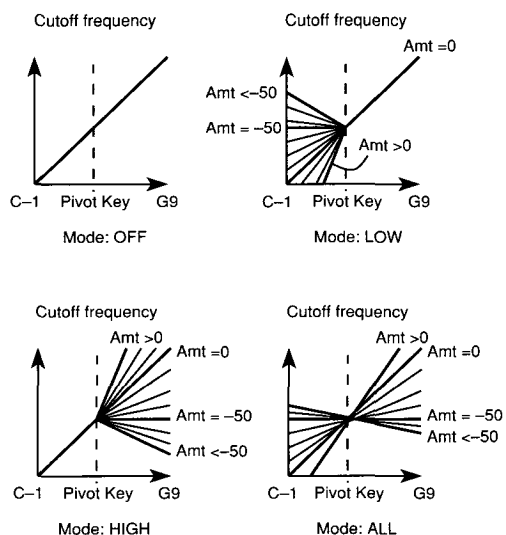 Cutoff frequency
C–1 Pivot Key G9
Mode: OFF
Cutoff frequency
Amt =0
Amt <–50
Amt = –50
Amt >0
C–1 Pivot Key G9
Mode: LOW
Cutoff frequency
Amt >0
Amt =0
Amt = –50
Amt <–50
C–1 Pivot Key G9
Mode: HIGH
Cutoff frequency
Amt >0
Amt =0
Amt = –50
Amt <–50
C–1 Pivot Key G9
Mode: ALL